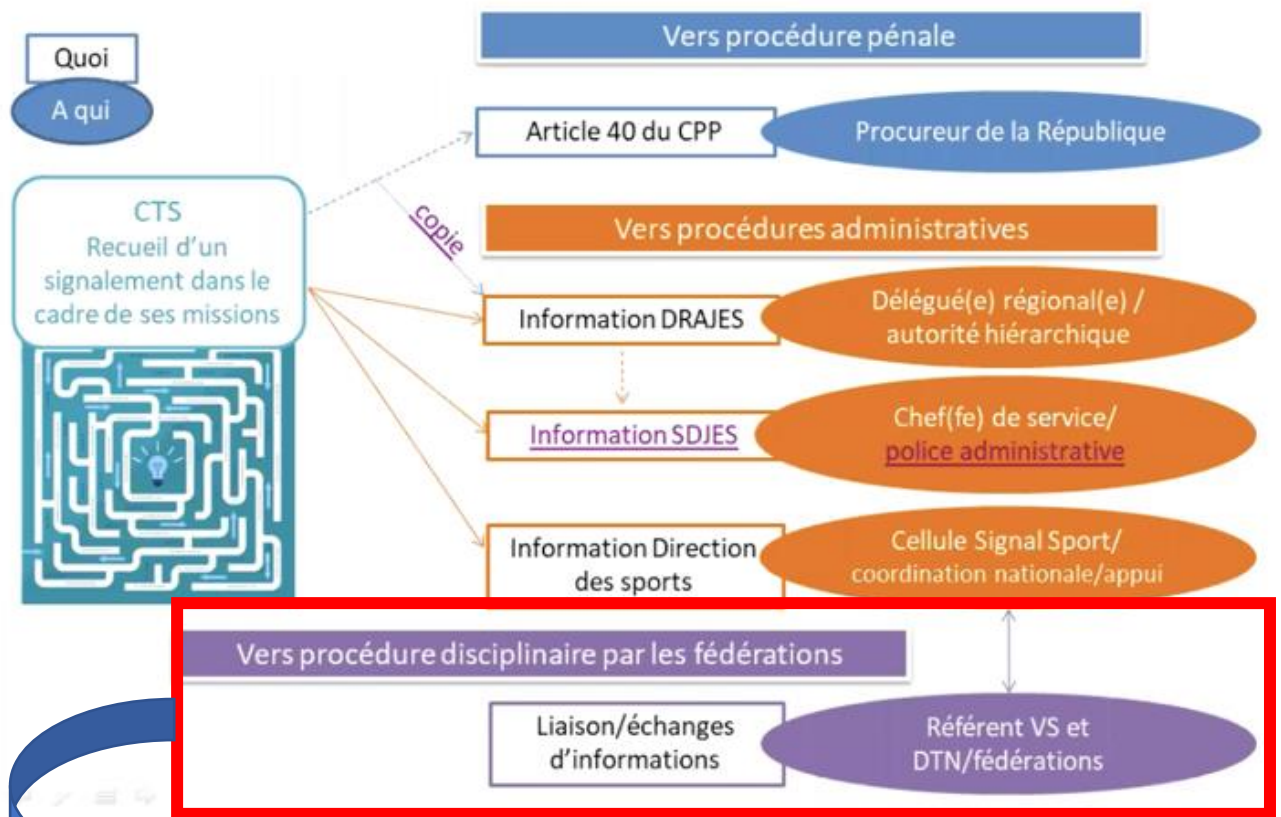 Quoi
A qui
Vers procédure pénale
Article 40 du CPP
Procureur de la République
CTS
Recueil d'un
signalement dans le
cadre de ses missions
copie
Vers procédures administratives
Information DRAJES
Délégué(e) régional(e) /
autorité hiérarchique
Information SDJES
Chef(fe) de service/
police administrative
Information Direction
des sports
Cellule Signal Sport/
coordination nationale/appui
Vers procédure disciplinaire par les fédérations
Liaison/échanges
d'informations
Référent VS et
DTN/fédérations